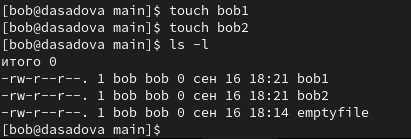 [bob@dasadova main]$ touch bob1
[bob@dasadova main]$ touch bob2
[bob@dasadova main]$ ls -l
итого 0
-rw-r--r--. 1 bob bob 0 сен 16 18:21 bob1
-rw-r--r--. 1 bob bob 0 сен 16 18:21 bob2
-rw-r--r--. 1 bob bob 0 сен 16 18:14 emptyfile
[bob@dasadova main]$